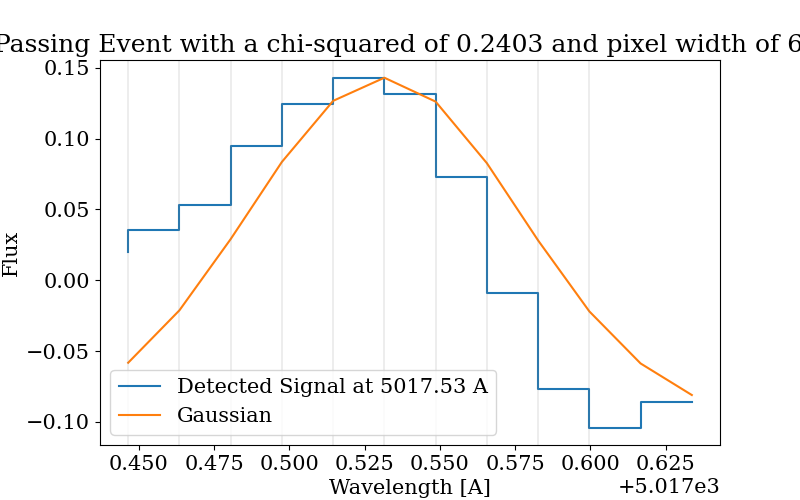 Passing Event with a chi-squared of 0.2403 and pixel width of 6
0.15
0.10
0.05
0.00
−0.05
−0.10
Flux
Detected Signal at 5017.53 A
Gaussian
0.450 0.475 0.500 0.525 0.550 0.575 0.600 0.625
Wavelength [A]
+5.017e3